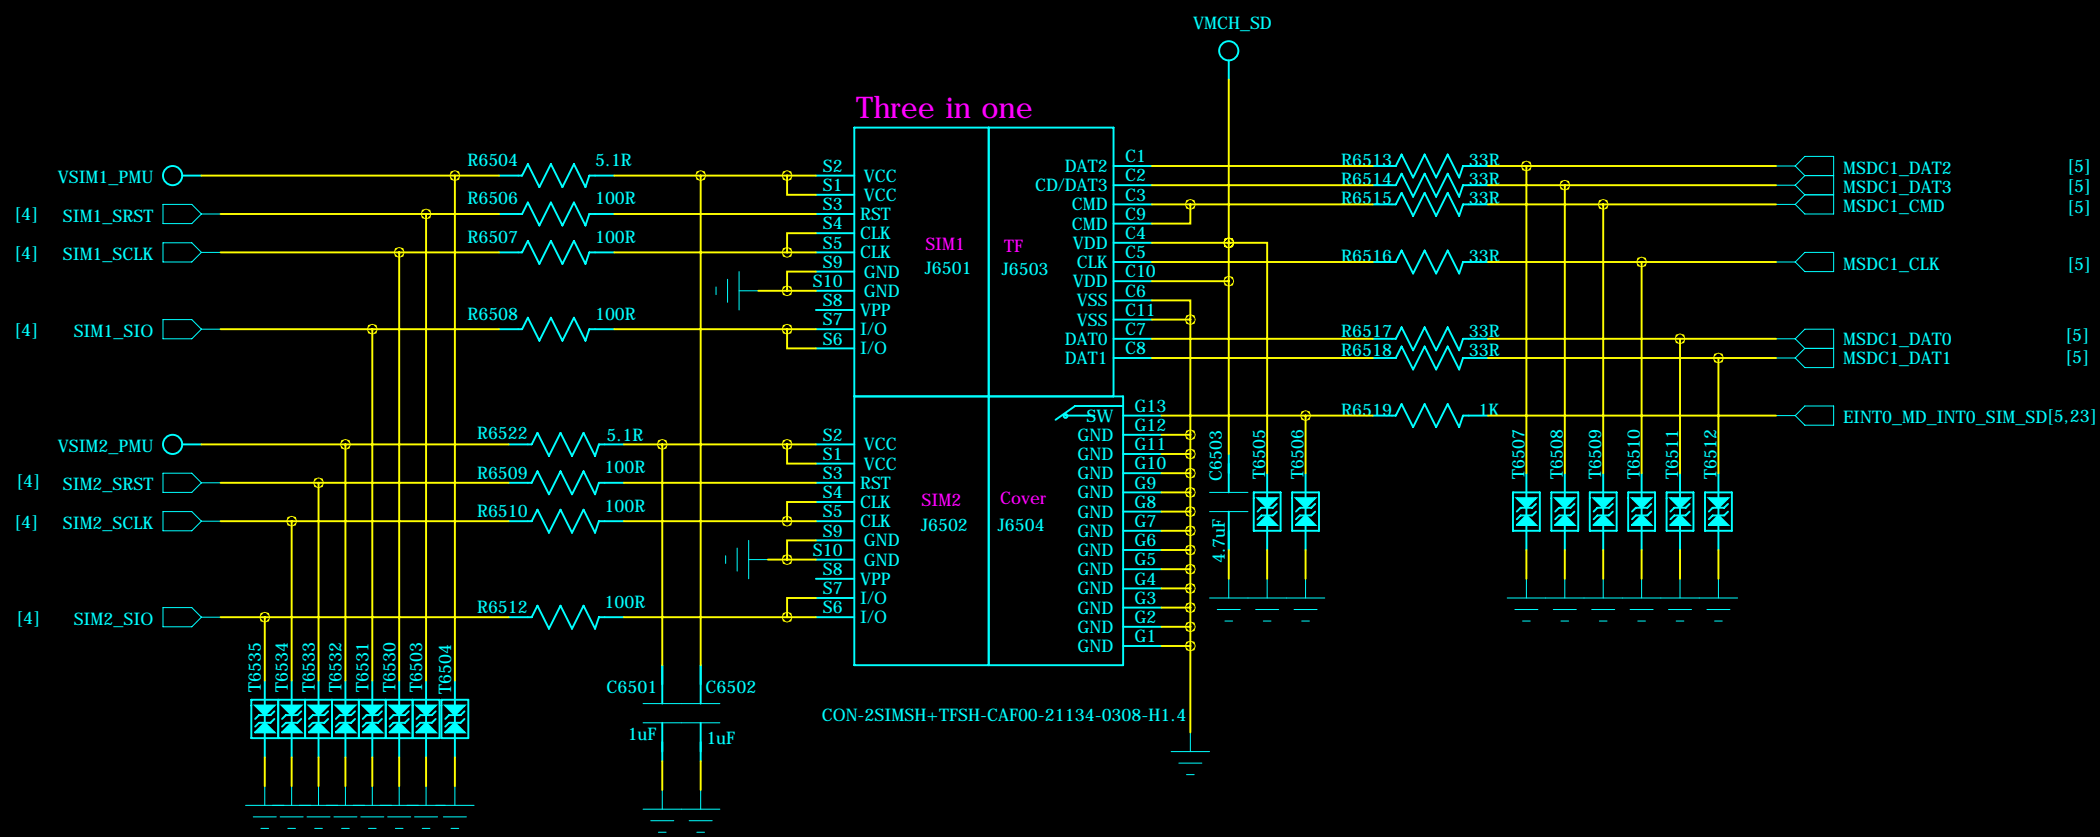 VMCH_SD
Three in one
VSIM1_PMU
R6504 5.1R
[4] SIM1_SRST
R6506 100R
[4] SIM1_SCLK
R6507 100R
[4] SIM1_SIO
R6508 100R
S2 VCC
S1 VCC
S3 RST
S4 CLK
S5 CLK
S9 GND
S10 GND
S8 VPP
S7 I/O
S6 I/O
SIM1
J6501
TF
J6503
DAT2 C1
CD/DAT3 C2
CMD C3
CMD C9
VDD C4
CLK C5
VDD C10
VSS C6
VSS C11
DAT0 C7
DAT1 C8
R6513 33R MSDC1_DAT2 [5]
R6514 33R MSDC1_DAT3 [5]
R6515 33R MSDC1_CMD [5]
R6516 33R MSDC1_CLK [5]
R6517 33R MSDC1_DAT0 [5]
R6518 33R MSDC1_DAT1 [5]
R6519 1K EINT0_MD_INT0_SIM_SD[5,23]
VSIM2_PMU
R6522 5.1R
[4] SIM2_SRST
R6509 100R
[4] SIM2_SCLK
R6510 100R
[4] SIM2_SIO
R6512 100R
S2 VCC
S1 VCC
S3 RST
S4 CLK
S5 CLK
S9 GND
S10 GND
S8 VPP
S7 I/O
S6 I/O
SIM2
J6502
Cover
J6504
SW G13
GND G12
GND G11
GND G10
GND G9
GND G8
GND G7
GND G6
GND G5
GND G4
GND G3
GND G2
GND G1
C6503
4.7uF
T6505
T6506
T6507
T6508
T6509
T6510
T6511
T6512
T6535
T6534
T6533
T6532
T6531
T6530
T6503
T6504
C6501 C6502
1uF 1uF
CON-2SIMSH+TFSH-CAF00-21134-0308-H1.4